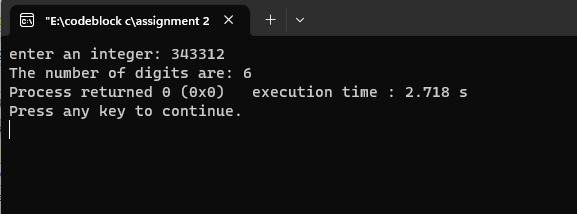 "E:\codeblock c\assignment 2
enter an integer: 343312
The number of digits are: 6
Process returned 0 (0x0)   execution time : 2.718 s
Press any key to continue.